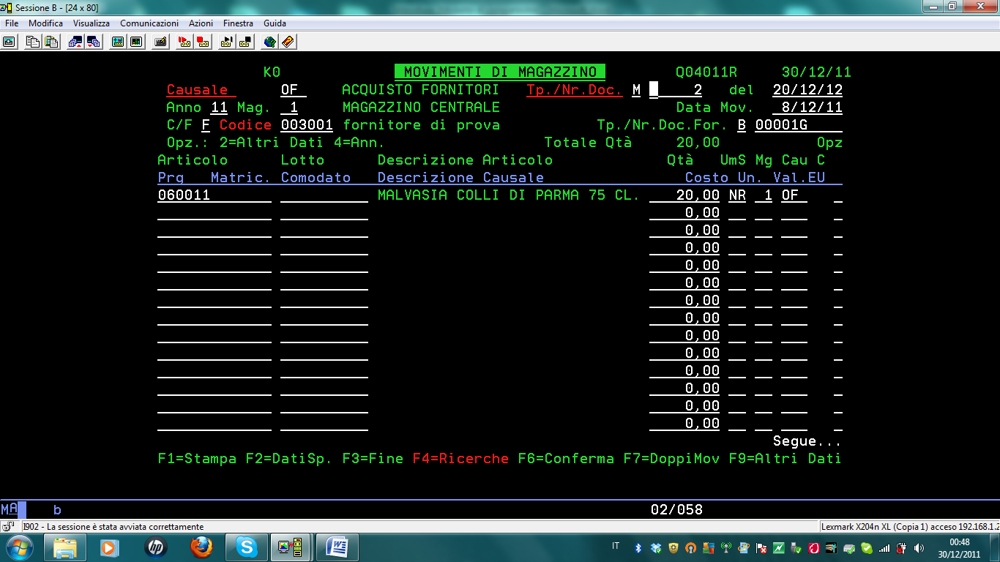 Sessione B - [24 x 80]
File Modifica Visualizza Comunicazioni Azioni Finestra Guida
K0 MOVIMENTI DI MAGAZZINO Q04011R 30/12/11
Causale OF ACQUISTO FORNITORI Tp./Nr.Doc. M 2 del 20/12/12
Anno 11 Mag. 1 MAGAZZINO CENTRALE Data Mov. 8/12/11
C/F F Codice 003001 fornitore di prova Tp./Nr.Doc.For. B 00001G
Opz.: 2=Altri Dati 4=Ann. Totale Qtà 20,00 Opz
Articolo Lotto Descrizione Articolo Qtà UmS Mg Cau C
Prg Matric. Comodato Descrizione Causale Costo Un. Val.EU
060011 MALVASIA COLLI DI PARMA 75 CL. 20,00 NR 1 OF
0,00
0,00
0,00
0,00
0,00
0,00
0,00
0,00
0,00
0,00
0,00
0,00
0,00
Segue...
F1=Stampa F2=DatiSp. F3=Fine F4=Ricerche F6=Conferma F7=DoppiMov F9=Altri Dati
MA b 02/058
I902 - La sessione è stata avviata correttamente Lexmark X204n XL (Copia 1) acceso 192.168.1.2
IT 00:48
30/12/2011